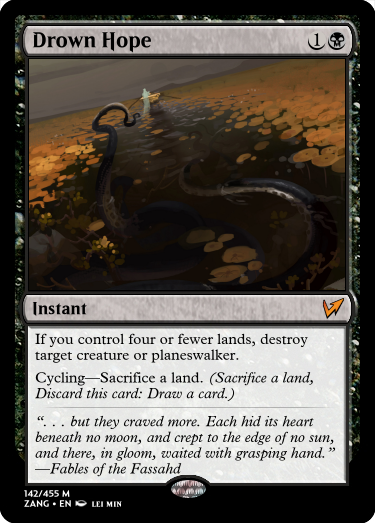 Drown Hope 1
Instant
If you control four or fewer lands, destroy
target creature or planeswalker.
Cycling—Sacrifice a land. (Sacrifice a land,
Discard this card: Draw a card.)
“. . . but they craved more. Each hid its heart
beneath no moon, and crept to the edge of no sun,
and there, in gloom, waited with grasping hand.”
—Fables of the Fassahd
142/455 M
ZANG • EN LEI MIN